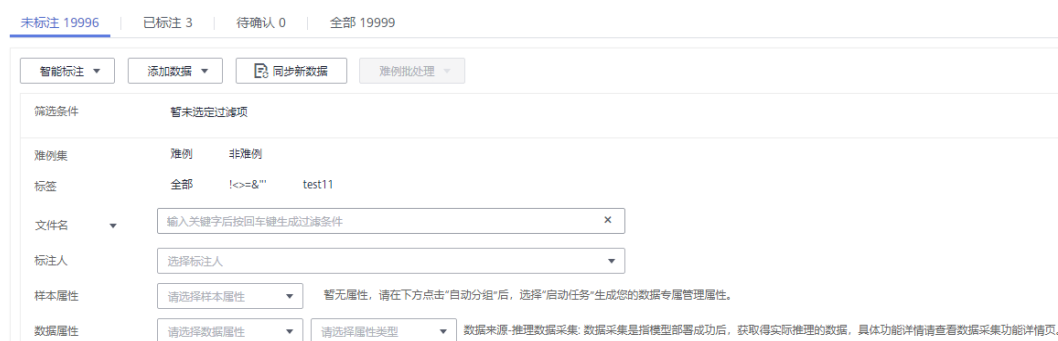 未标注 19996 已标注 3 待确认 0 全部 19999
智能标注 添加数据 同步新数据 难例批处理
筛选条件 暂未选定过滤项
难例集 难例 非难例
标签 全部 !<>=&"' test11
文件名 输入关键字后按回车键生成过滤条件
标注人 选择标注人
样本属性 请选择样本属性 暂无属性，请在下方点击“自动分组”后，选择“启动任务”生成您的数据专属管理属性。
数据属性 请选择数据属性 请选择属性类型 数据来源-推理数据采集: 数据采集是指模型部署成功后，获取得实际推理的数据，具体功能详情请查看数据采集功能详情页。